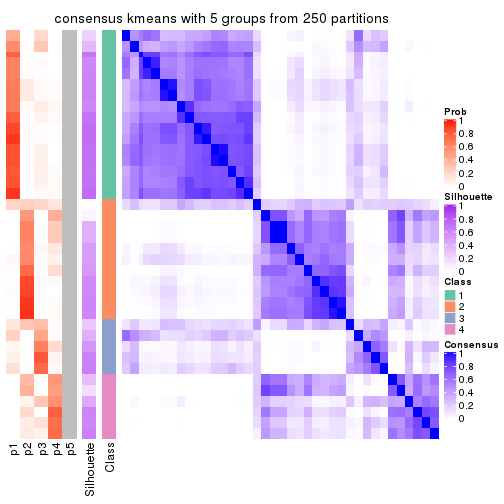 consensus kmeans with 5 groups from 250 partitions
Prob
1
0.8
0.6
0.4
0.2
0
Silhouette
1
0.8
0.6
0.4
0.2
0
Class
1
2
3
4
Consensus
1
0.8
0.6
0.4
0.2
0
p1
p2
p3
p4
p5
Silhouette
Class